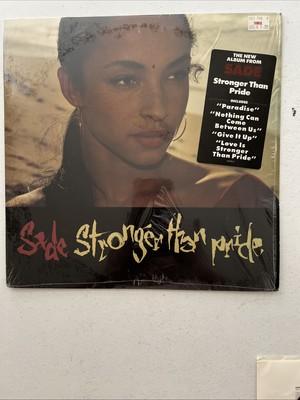 THE NEW
ALBUM FROM
SADE
Stronger Than
Pride
INCLUDES
"Paradise"
"Nothing Can
Come
Between Us"
"Give It Up"
"Love Is
Stronger
Than Pride"
Sade Stronger than pride